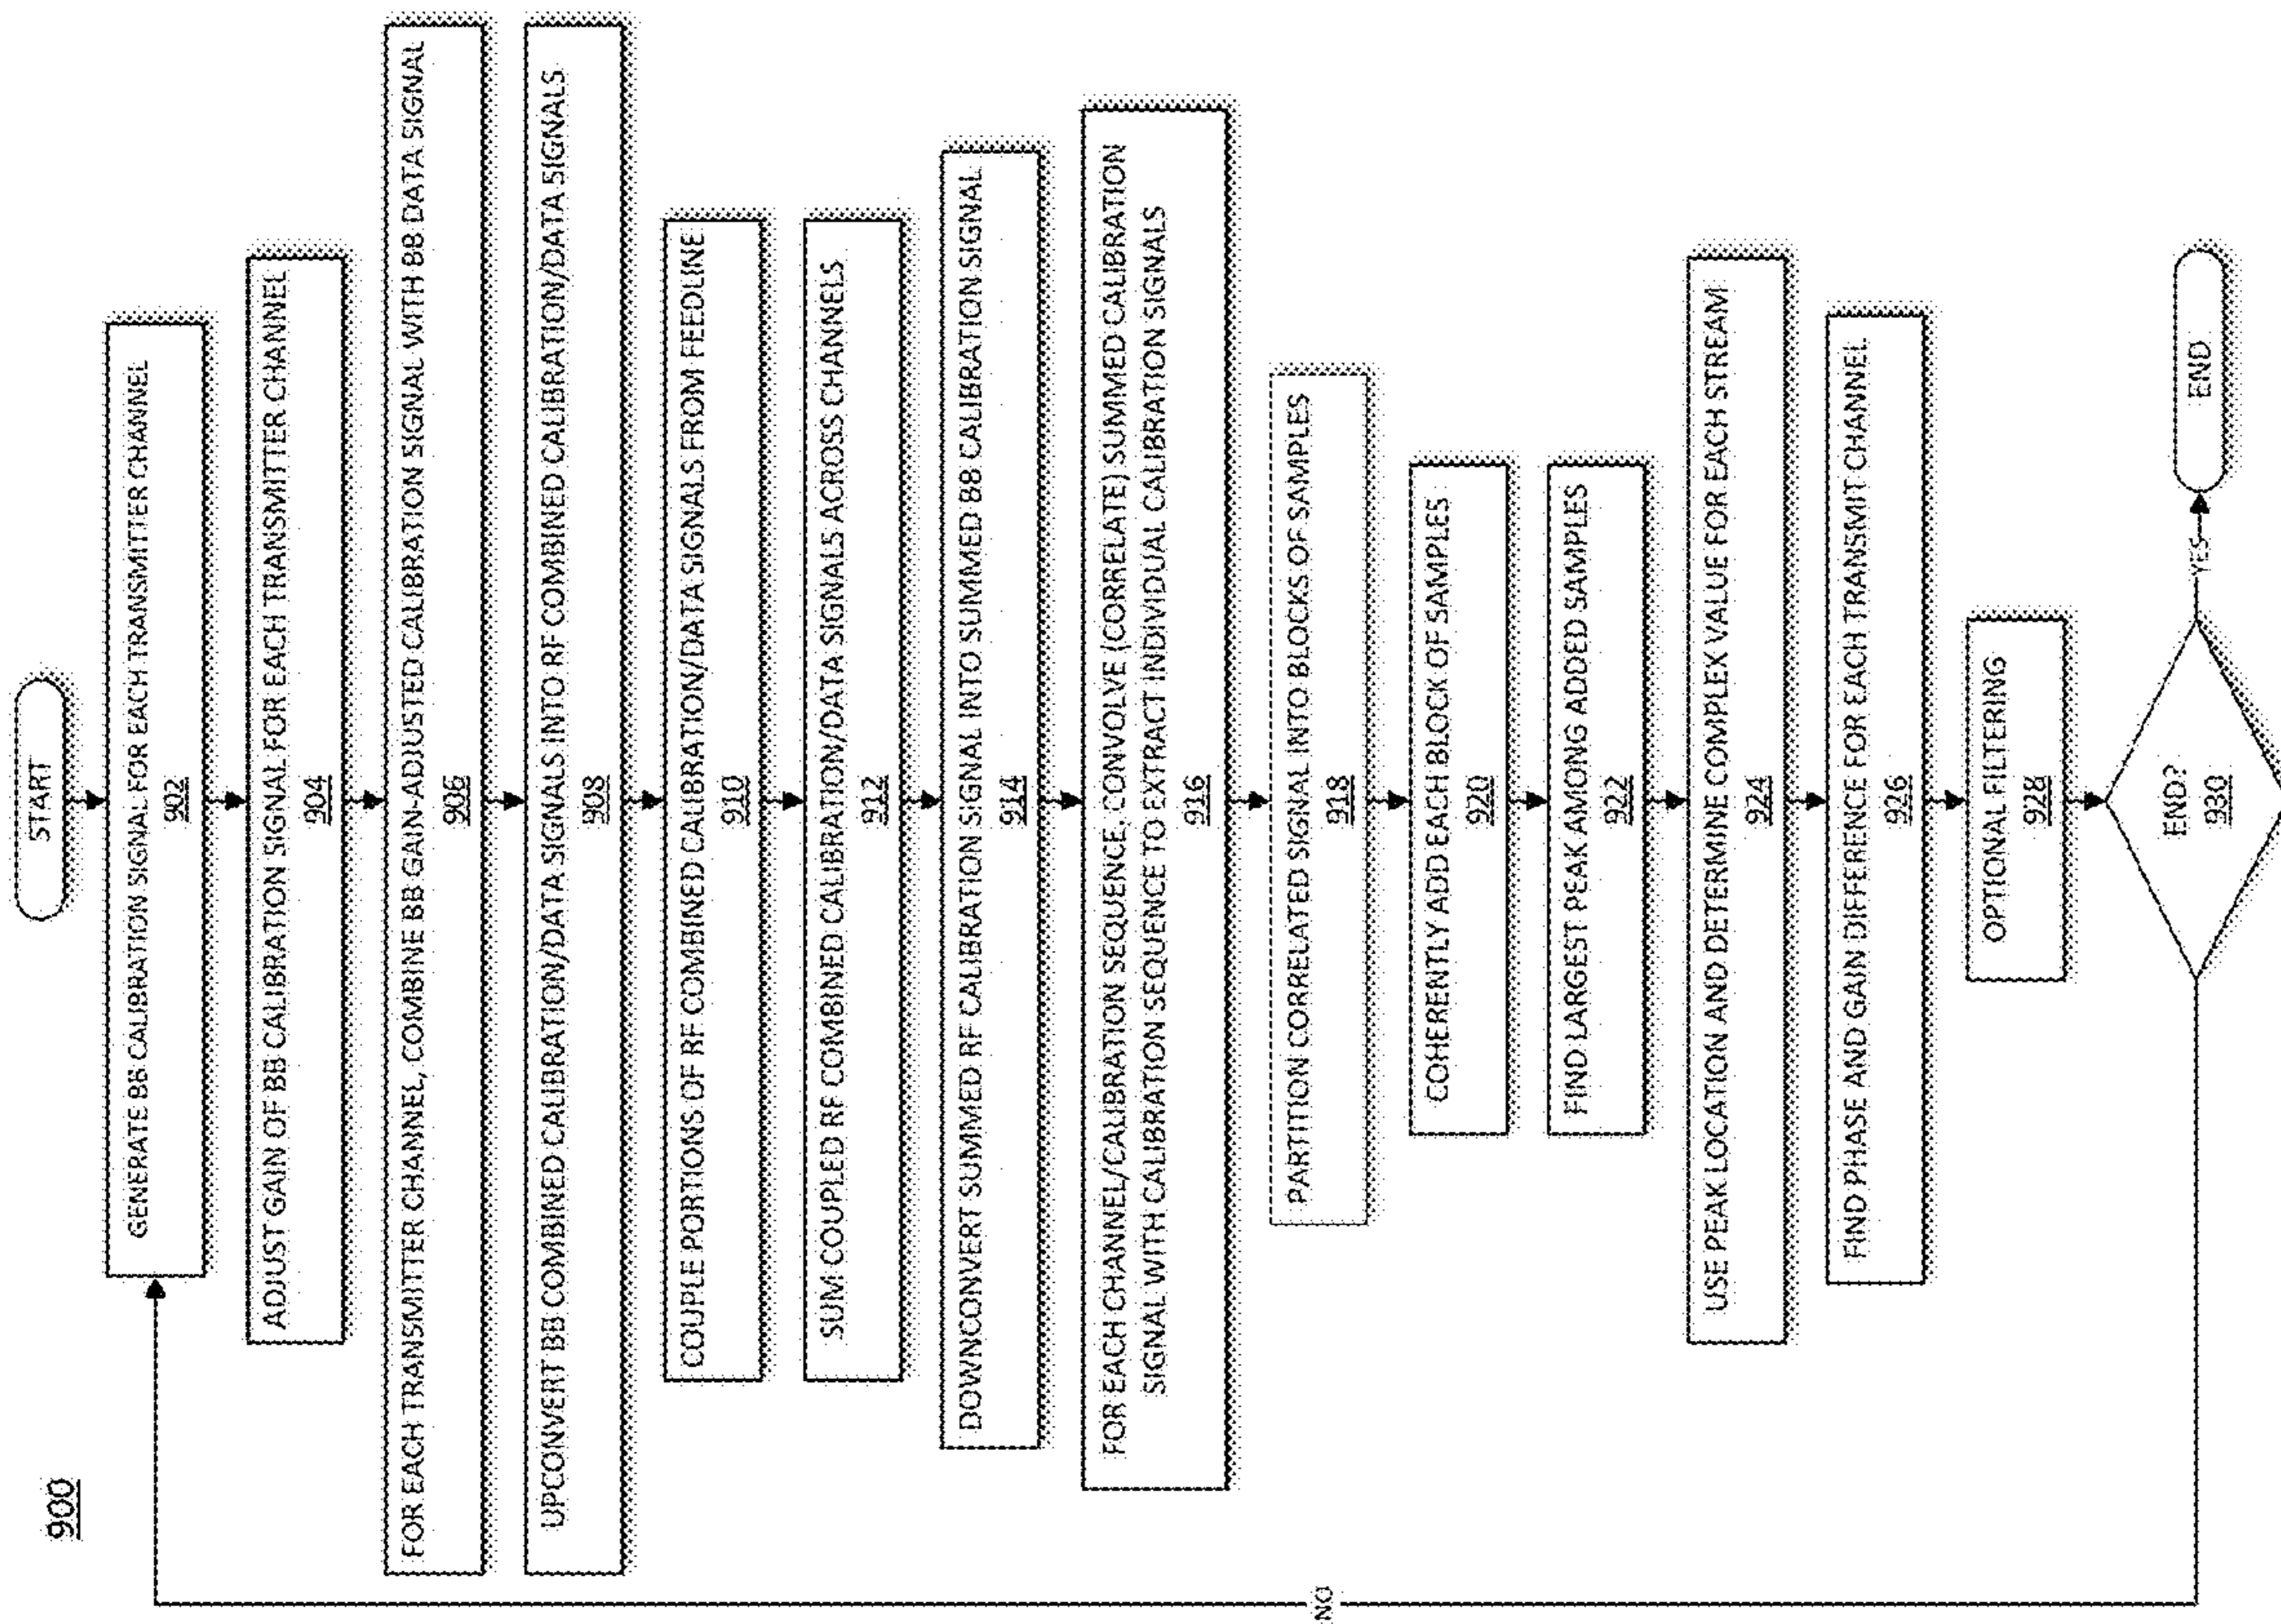 900
START
GENERATE BB CALIBRATION SIGNAL FOR EACH TRANSMITTER CHANNEL
902
ADJUST GAIN OF BB CALIBRATION SIGNAL FOR EACH TRANSMITTER CHANNEL
904
FOR EACH TRANSMITTER CHANNEL, COMBINE BB GAIN-ADJUSTED CALIBRATION SIGNAL WITH BB DATA SIGNAL
906
UPCONVERT BB COMBINED CALIBRATION/DATA SIGNALS INTO RF COMBINED CALIBRATION/DATA SIGNALS
908
COUPLE PORTIONS OF RF COMBINED CALIBRATION/DATA SIGNALS FROM FEEDLINE
910
SUM COUPLED RF COMBINED CALIBRATION/DATA SIGNALS ACROSS CHANNELS
912
DOWNCONVERT SUMMED RF CALIBRATION SIGNAL INTO SUMMED BB CALIBRATION SIGNAL
914
FOR EACH CHANNEL/CALIBRATION SEQUENCE, CONVOLVE (CORRELATE) SUMMED CALIBRATION
SIGNAL WITH CALIBRATION SEQUENCE TO EXTRACT INDIVIDUAL CALIBRATION SIGNALS
916
PARTITION CORRELATED SIGNAL INTO BLOCKS OF SAMPLES
918
COHERENTLY ADD EACH BLOCK OF SAMPLES
920
FIND LARGEST PEAK AMONG ADDED SAMPLES
922
USE PEAK LOCATION AND DETERMINE COMPLEX VALUE FOR EACH STREAM
924
FIND PHASE AND GAIN DIFFERENCE FOR EACH TRANSMIT CHANNEL
926
OPTIONAL FILTERING
928
END?
930
YES
END
NO